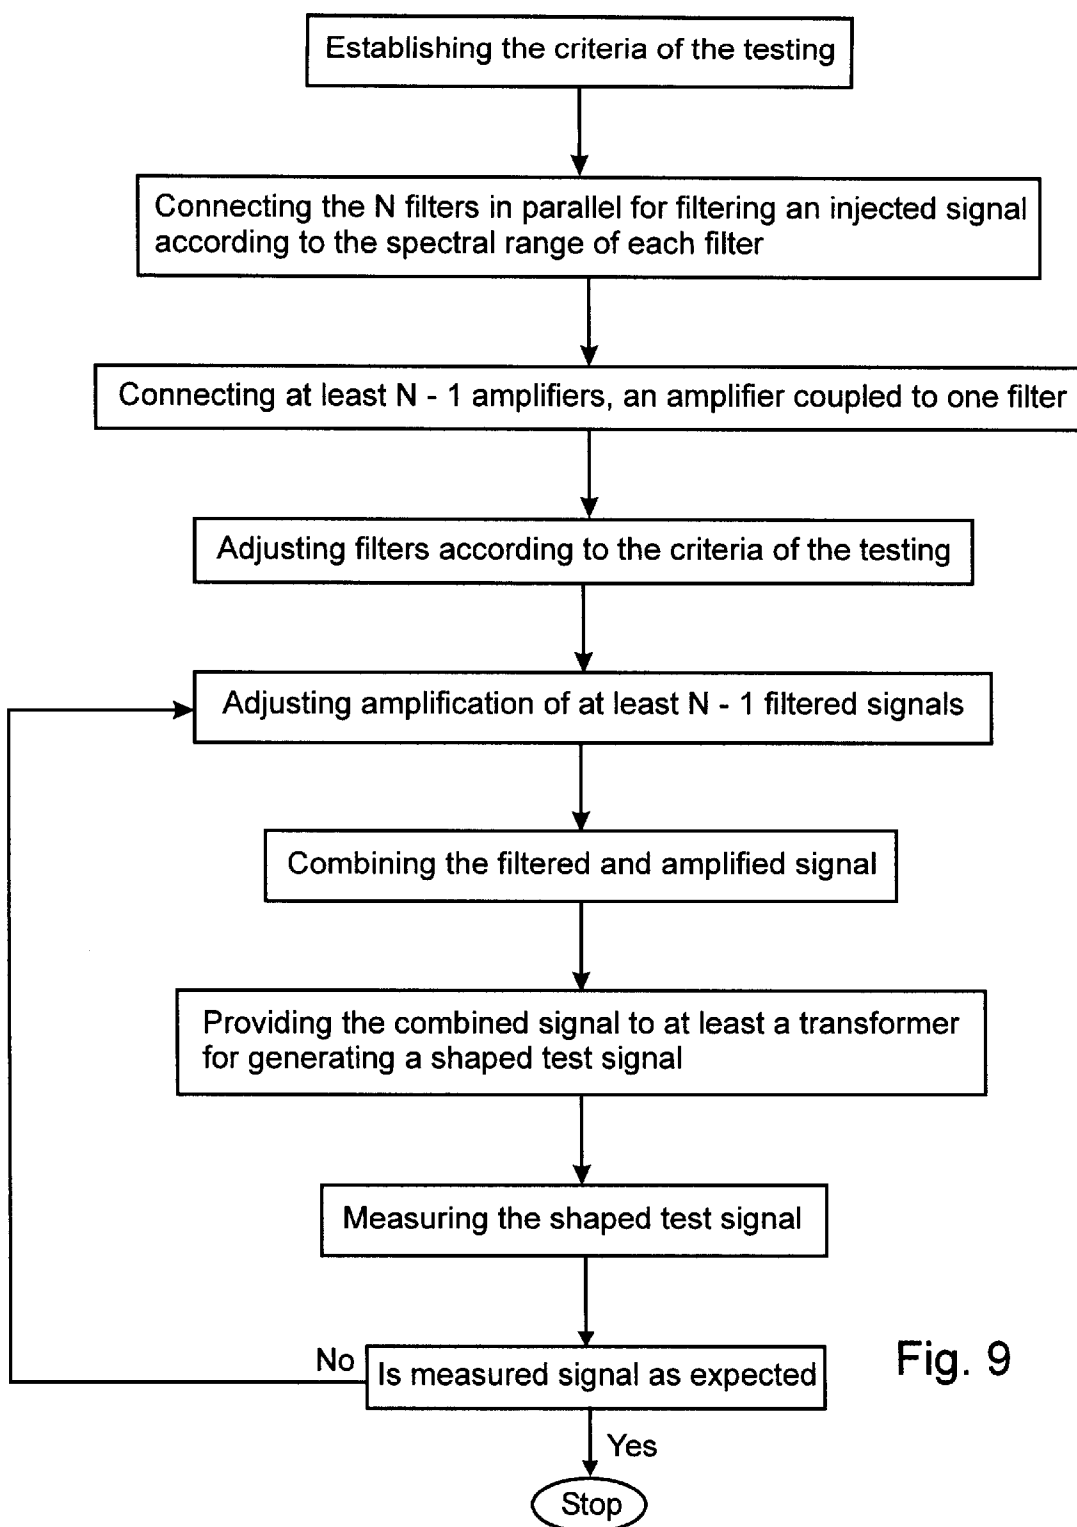 Establishing the criteria of the testing
Connecting the N filters in parallel for filtering an injected signal
according to the spectral range of each filter
Connecting at least N - 1 amplifiers, an amplifier coupled to one filter
Adjusting filters according to the criteria of the testing
Adjusting amplification of at least N - 1 filtered signals
Combining the filtered and amplified signal
Providing the combined signal to at least a transformer
for generating a shaped test signal
Measuring the shaped test signal
No
Is measured signal as expected
Fig. 9
Yes
Stop